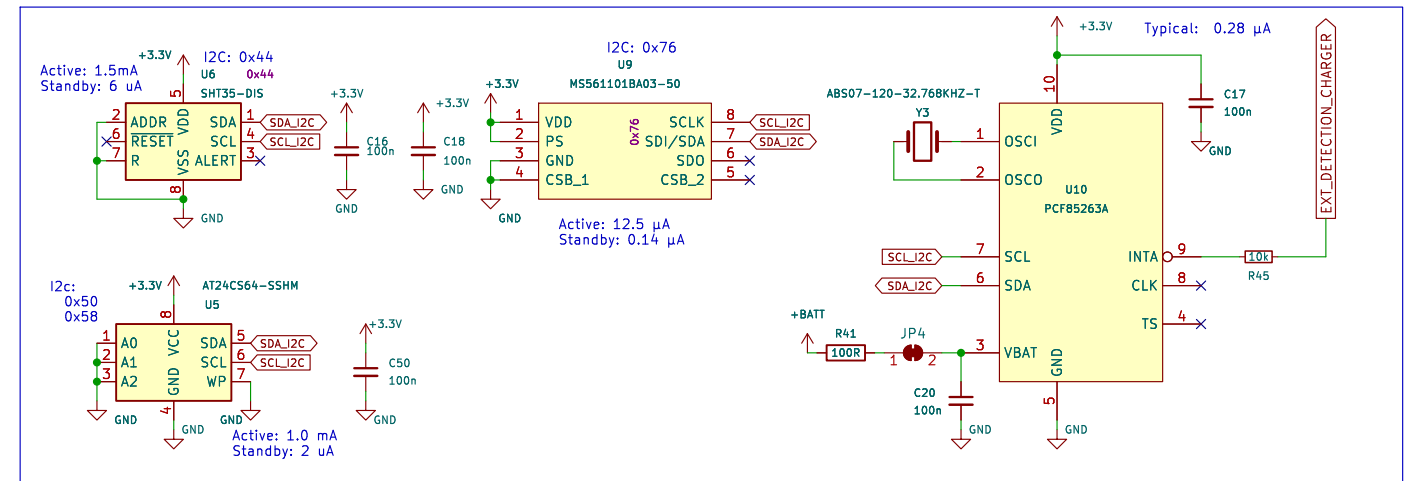 +3.3V
I2C: 0x44
U6
0x44
SHT35-DIS
Active: 1.5mA
Standby: 6 uA
5
VDD
2 ADDR
SDA 1
SDA_I2C
6 RESET
SCL 4
SCL_I2C
7 R
ALERT 3
VSS
8
GND
+3.3V
C16
100n
GND
+3.3V
C18
100n
GND
I2C: 0x76
U9
MS561101BA03-50
+3.3V
0x76
1 VDD
SCLK 8
SCL_I2C
2 PS
SDI/SDA 7
SDA_I2C
3 GND
SDO 6
4 CSB_1
CSB_2 5
GND
Active: 12.5 µA
Standby: 0.14 µA
+3.3V
Typical: 0.28 µA
EXT_DETECTION_CHARGER
C17
100n
GND
ABS07-120-32.768KHZ-T
Y3
10
VDD
1 OSCI
2 OSCO
U10
PCF85263A
SCL_I2C
7 SCL
SDA_I2C
6 SDA
INTA 9
10k
R45
CLK 8
TS 4
+BATT
R41
100R
JP4
1 2
3 VBAT
GND
5
C20
100n
GND
GND
I2c:
0x50
0x58
+3.3V
AT24CS64-SSHM
U5
8
VCC
1 A0
SDA 5
SDA_I2C
2 A1
SCL 6
SCL_I2C
3 A2
WP 7
GND
4
GND
GND
GND
Active: 1.0 mA
Standby: 2 uA
+3.3V
C50
100n
GND